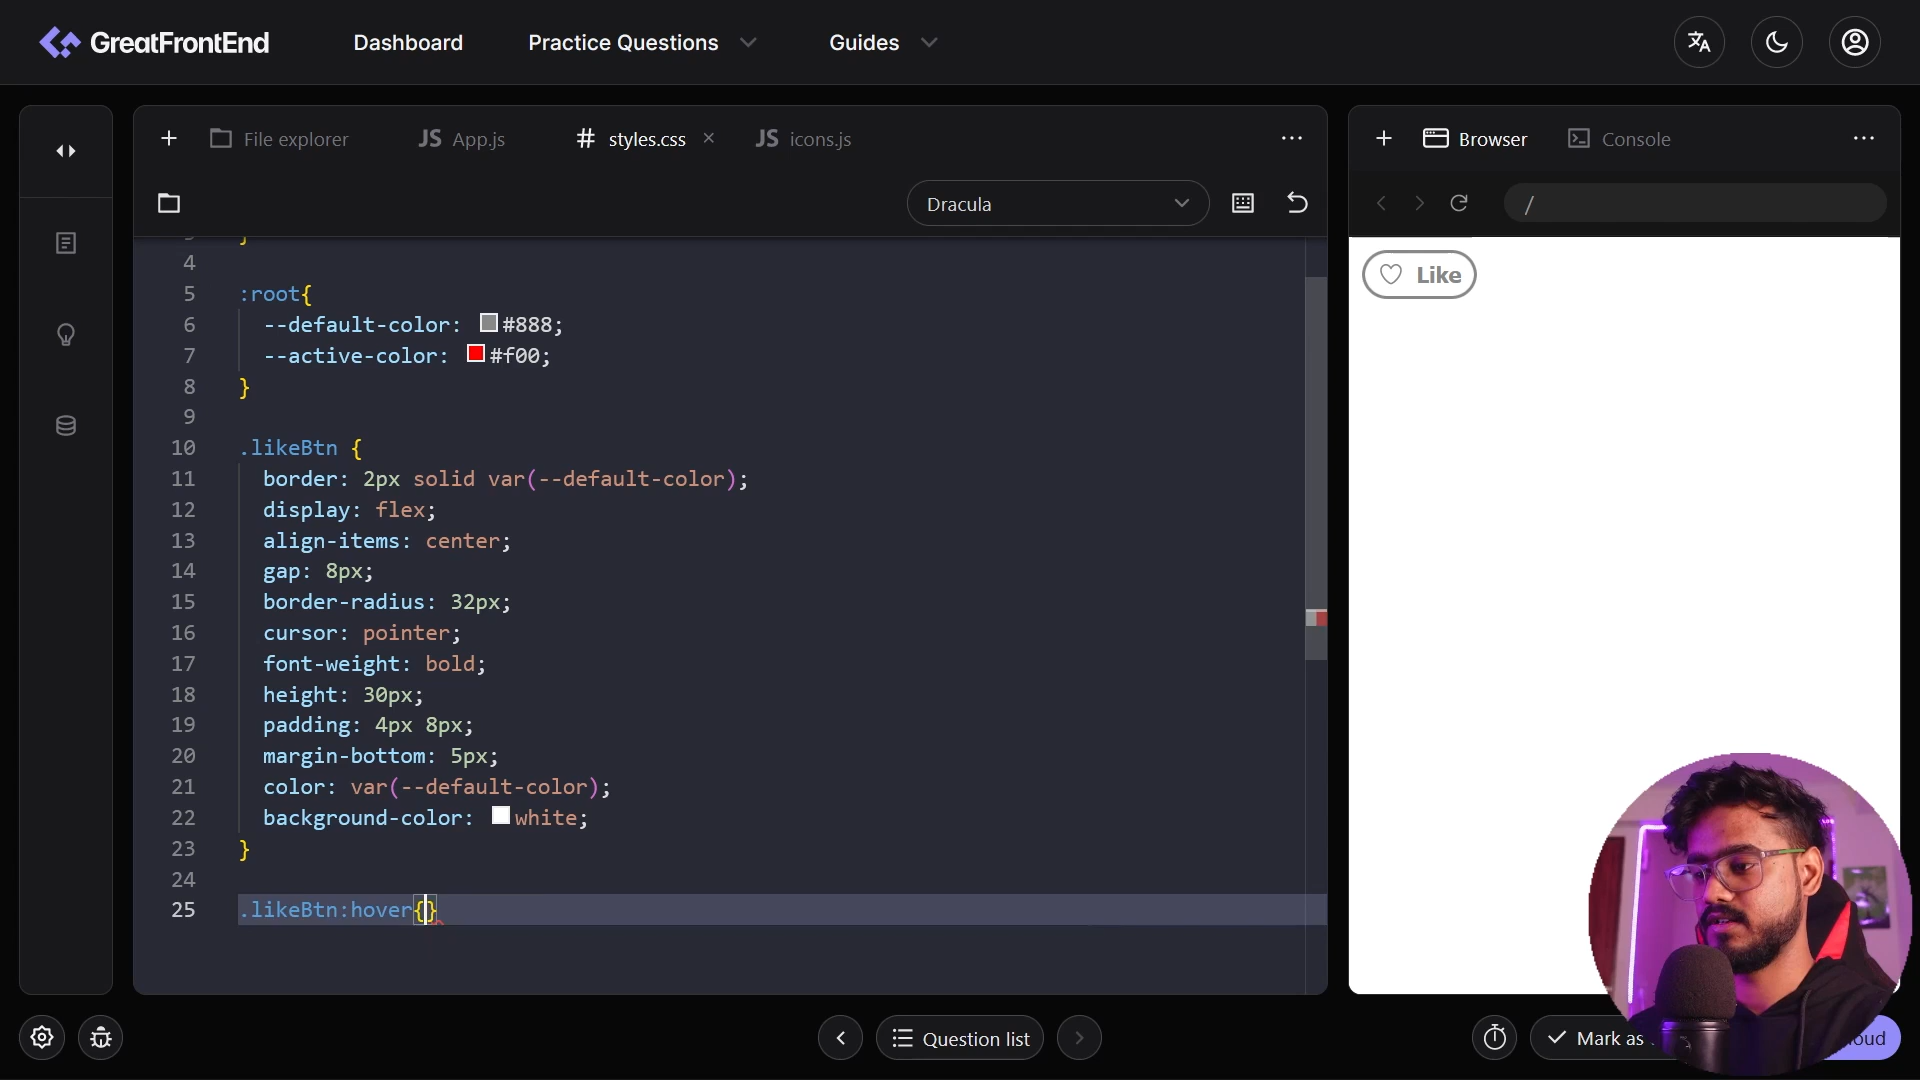 GreatFrontEnd Dashboard Practice Questions Guides
+ File explorer JS App.js # styles.css × JS icons.js ...
Dracula
4
5 :root{
6 --default-color: #888;
7 --active-color: #f00;
8 }
9
10 .likeBtn {
11 border: 2px solid var(--default-color);
12 display: flex;
13 align-items: center;
14 gap: 8px;
15 border-radius: 32px;
16 cursor: pointer;
17 font-weight: bold;
18 height: 30px;
19 padding: 4px 8px;
20 margin-bottom: 5px;
21 color: var(--default-color);
22 background-color: white;
23 }
24
25 .likeBtn:hover{}
+ Browser Console ...
/
Like
Question list
Mark as